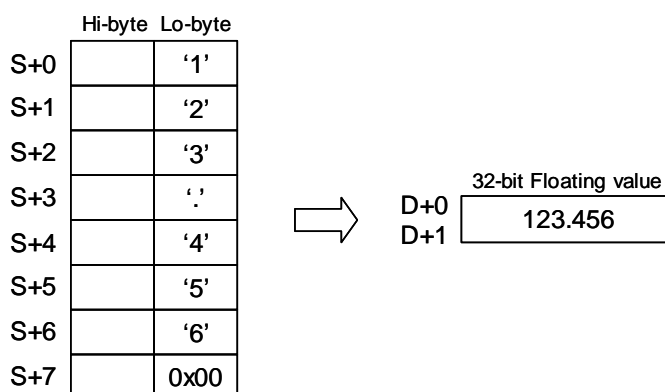 Hi-byte Lo-byte
S+0 ‘1’
S+1 ‘2’
S+2 ‘3’
S+3 ‘.’
S+4 ‘4’
S+5 ‘5’
S+6 ‘6’
S+7 0x00
32-bit Floating value
D+0
D+1
123.456